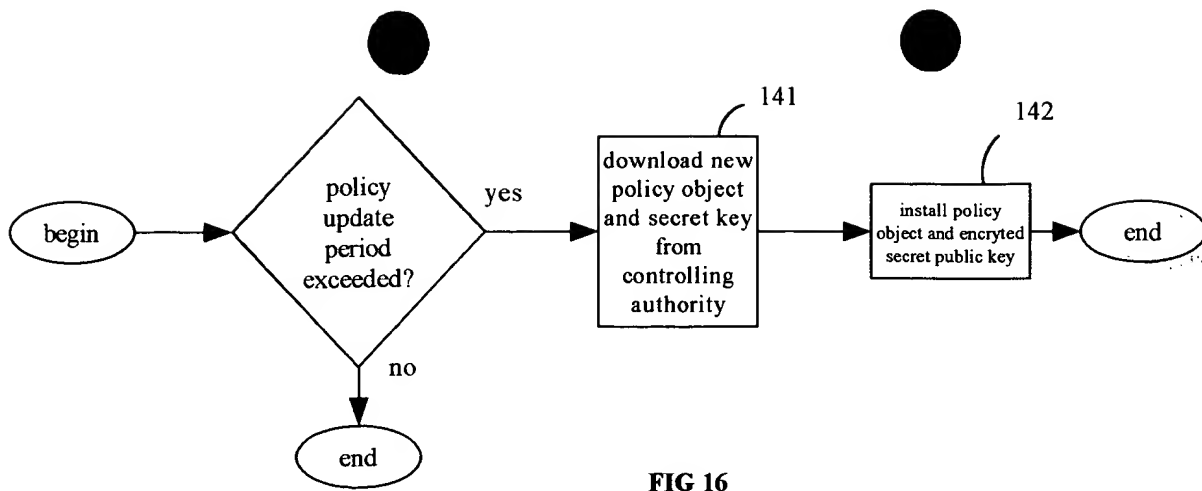 begin
policy
update
period
exceeded?
yes
no
end
141
download new
policy object
and secret key
from
controlling
authority
142
install policy
object and encryted
secret public key
end
FIG 16